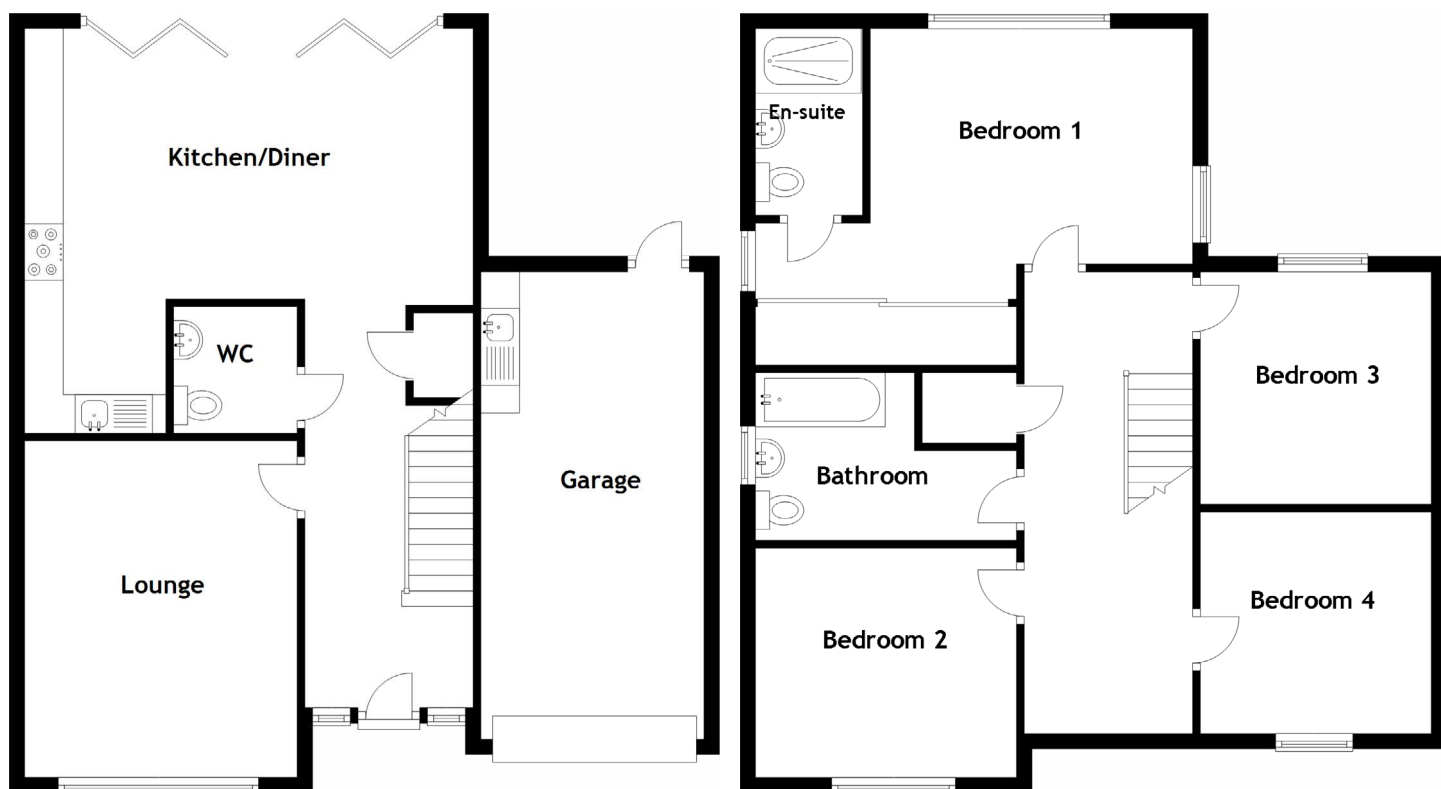 Kitchen/Diner
WC
Lounge
Garage
En-suite
Bedroom 1
Bedroom 3
Bathroom
Bedroom 2
Bedroom 4